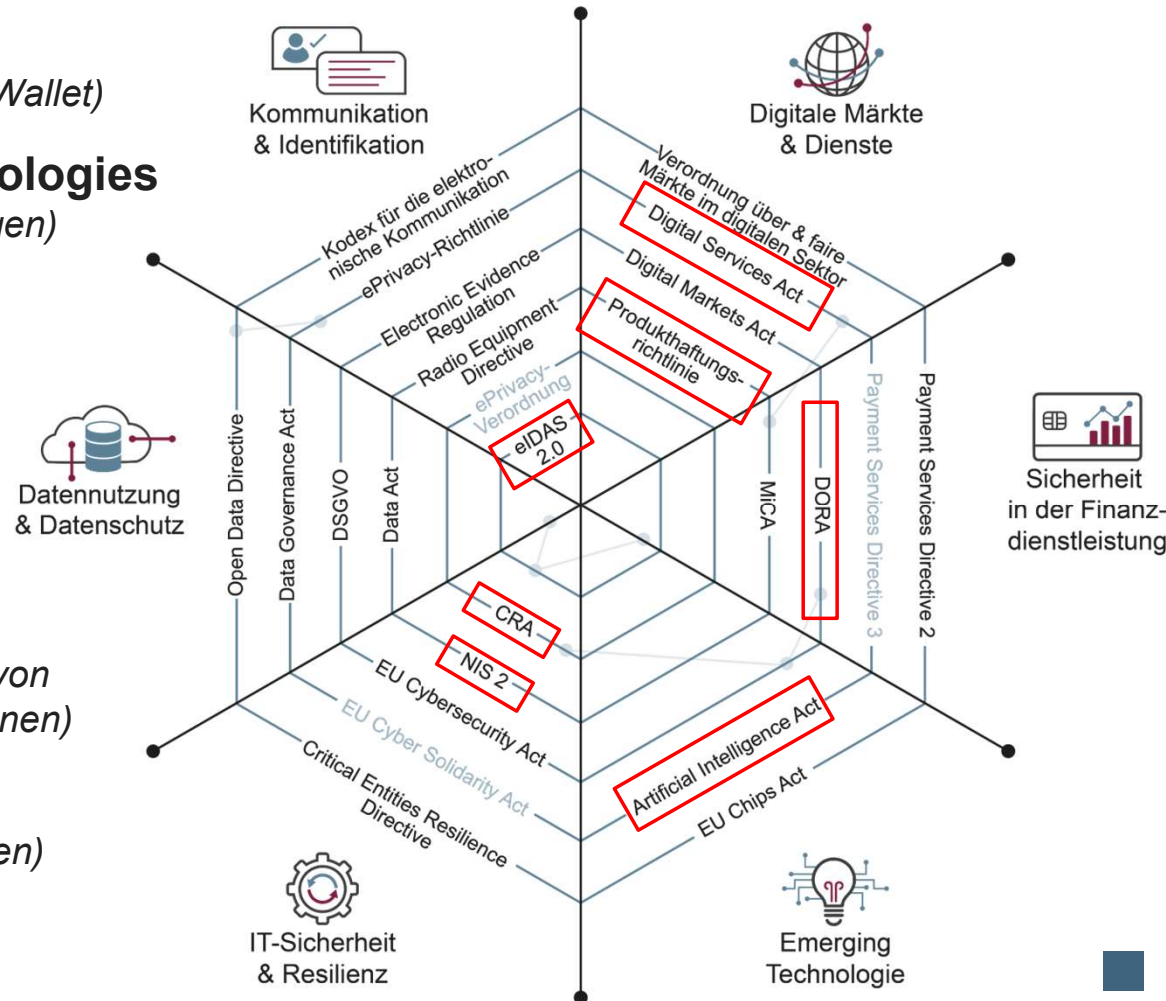 Wallet)
ologies
gen)
von
nen)
en)
Kommunikation
& Identifikation
Digitale Märkte
& Dienste
Kodex für die elektro-
nische Kommunikation
ePrivacy-Richtlinie
Electronic Evidence
Regulation
Radio Equipment
Directive
ePrivacy-
Verordnung
eIDAS
2.0
Verordnung über & faire
Märkte im digitalen Sektor
Digital Services Act
Digital Markets Act
Produkthaftungs-
richtlinie
Datennutzung
& Datenschutz
Open Data Directive
Data Governance Act
DSGVO
Data Act
MiCA
DORA
Payment Services Directive 3
Payment Services Directive 2
Sicherheit
in der Finanz-
dienstleistung
CRA
NIS 2
EU Cybersecurity Act
EU Cyber Solidarity Act
Critical Entities Resilience
Directive
Artificial Intelligence Act
EU Chips Act
IT-Sicherheit
& Resilienz
Emerging
Technologie